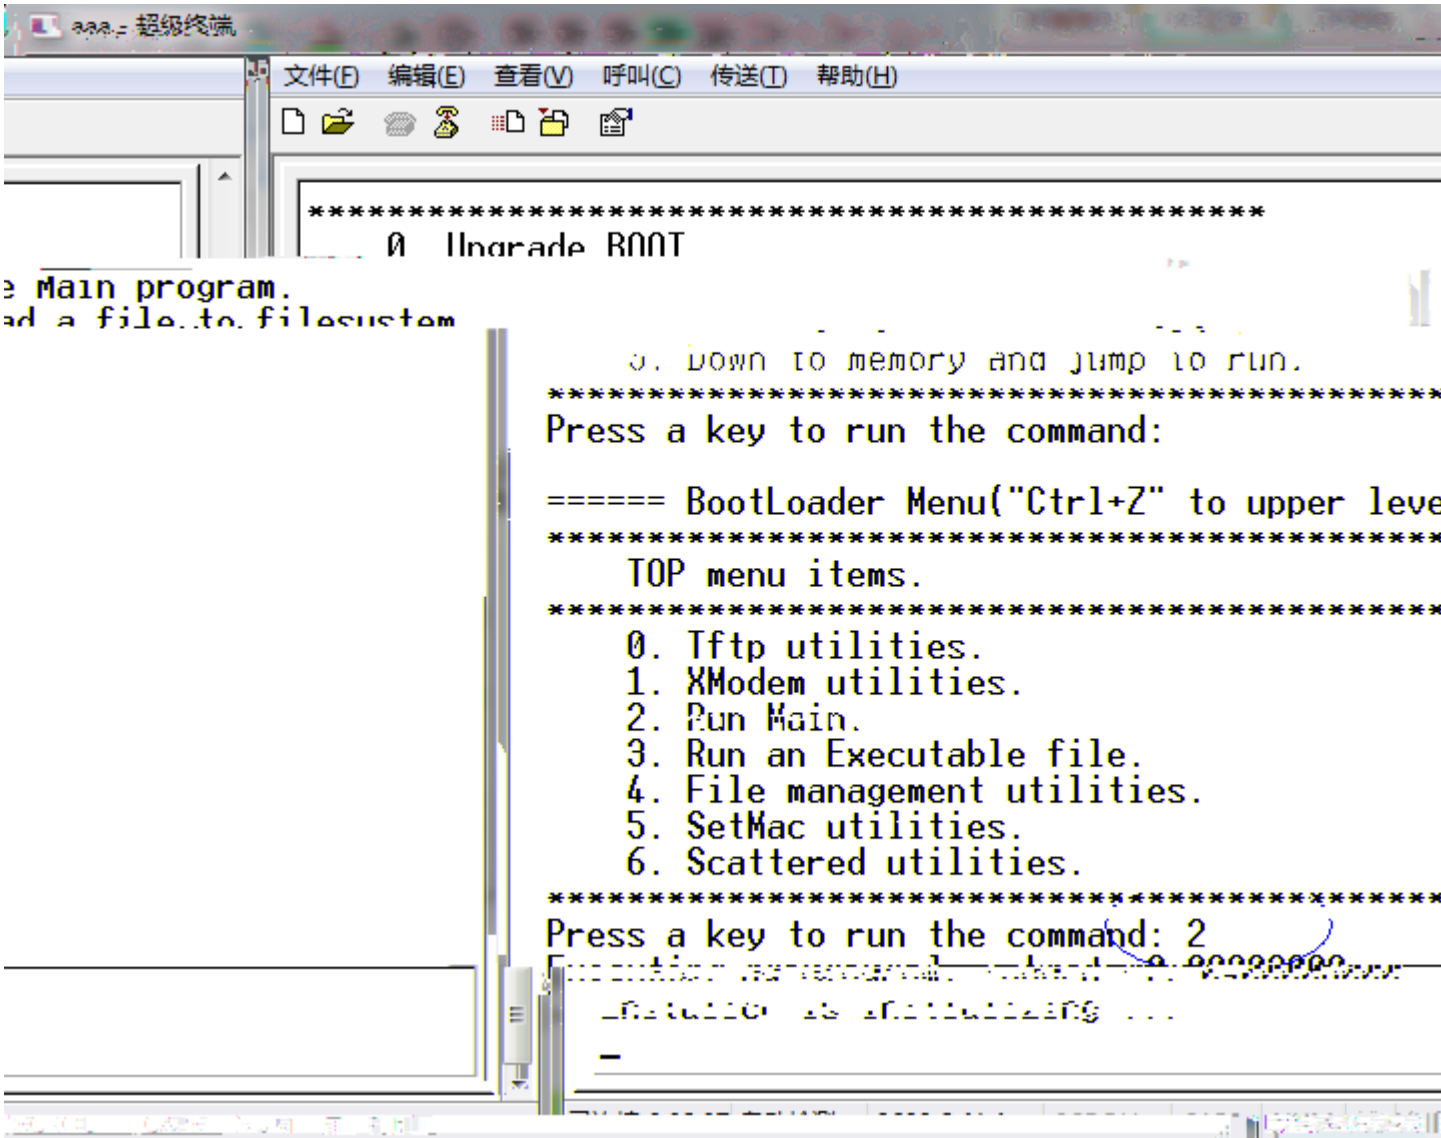 aaa - 超级终端
文件(F) 编辑(E) 查看(V) 呼叫(C) 传送(T) 帮助(H)
************************************************
0. Upgrade BOOT
e Main program.
ad a file to filesystem
. Down to memory and jump to run.
*********************************************
Press a key to run the command:
====== BootLoader Menu("Ctrl+Z" to upper leve
*********************************************
TOP menu items.
*********************************************
0. Tftp utilities.
1. XModem utilities.
2. Run Main.
3. Run an Executable file.
4. File management utilities.
5. SetMac utilities.
6. Scattered utilities.
*********************************************
Press a key to run the command: 2
is initializing ...